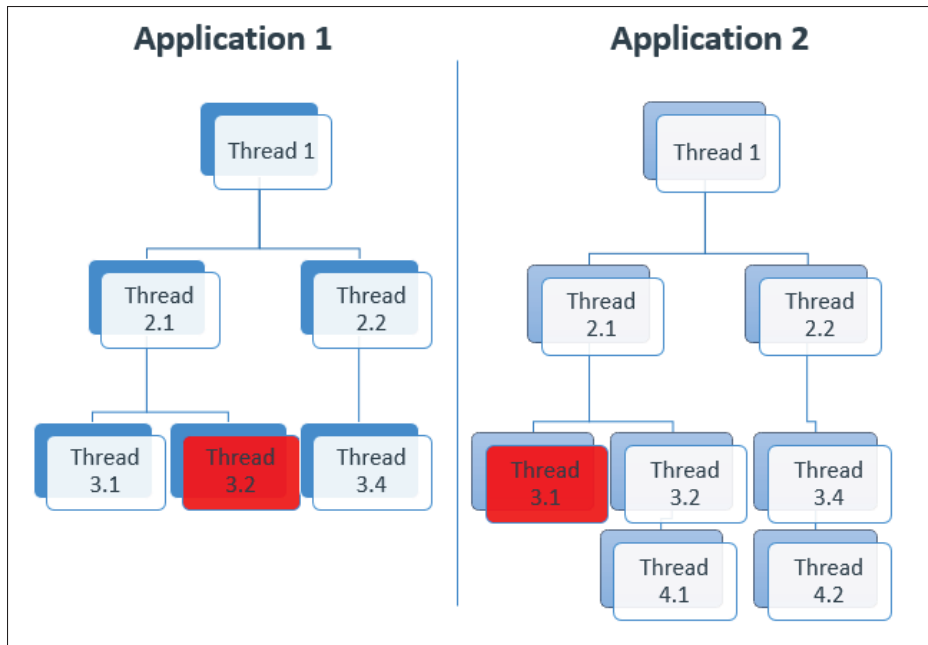 Application 1
Thread 1
Thread
2.1
Thread
2.2
Thread
3.1
Thread
3.2
Thread
3.4
Application 2
Thread 1
Thread
2.1
Thread
2.2
Thread
3.1
Thread
3.2
Thread
3.4
Thread
4.1
Thread
4.2